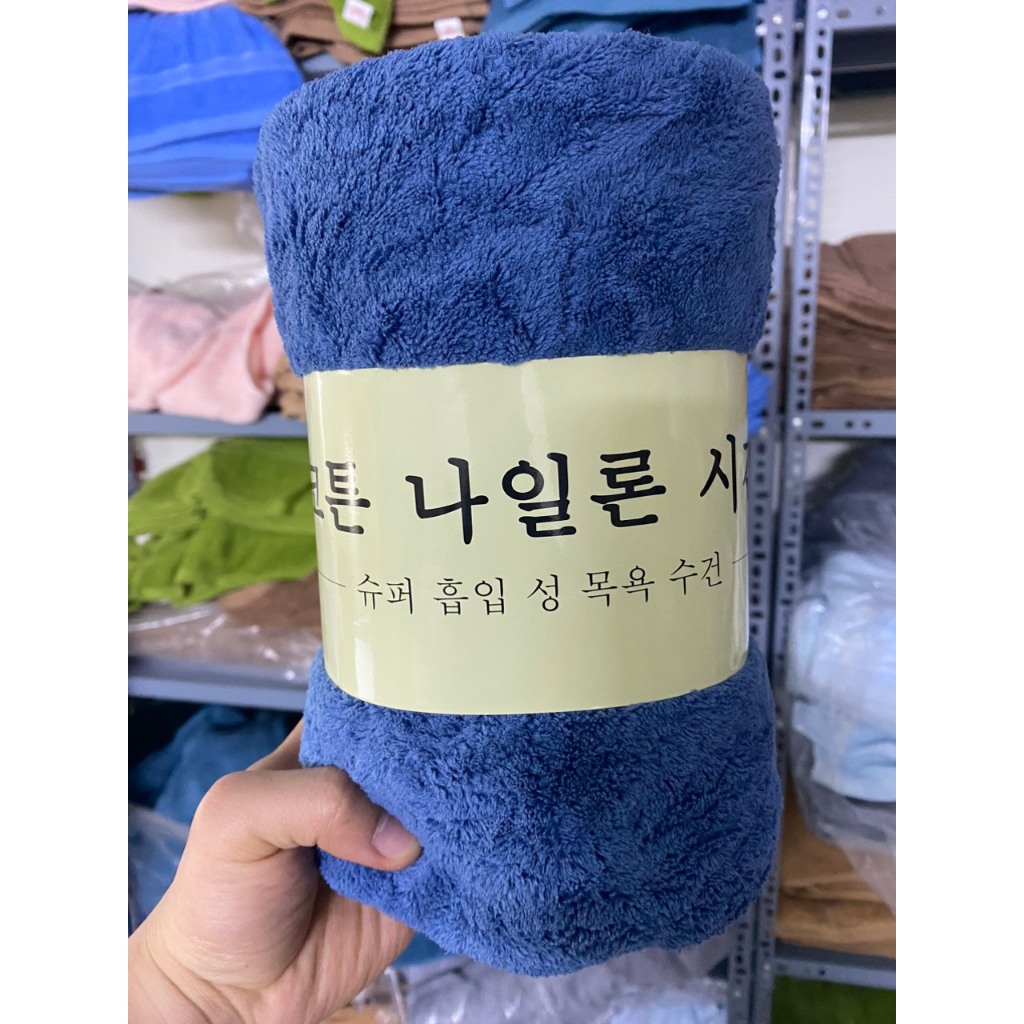 코튼 나일론 시
슈퍼 흡입 성 목욕 수건